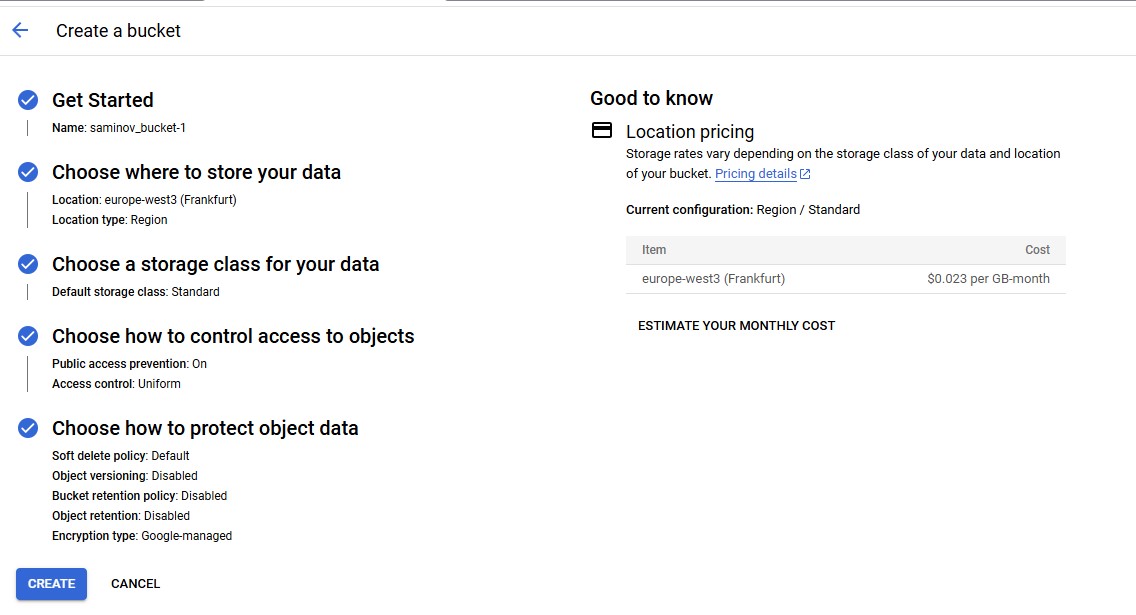 Create a bucket
Get Started
Name: saminov_bucket-1
Choose where to store your data
Location: europe-west3 (Frankfurt)
Location type: Region
Choose a storage class for your data
Default storage class: Standard
Choose how to control access to objects
Public access prevention: On
Access control: Uniform
Choose how to protect object data
Soft delete policy: Default
Object versioning: Disabled
Bucket retention policy: Disabled
Object retention: Disabled
Encryption type: Google-managed
CREATE CANCEL
Good to know
Location pricing
Storage rates vary depending on the storage class of your data and location
of your bucket. Pricing details
Current configuration: Region / Standard
Item Cost
europe-west3 (Frankfurt) $0.023 per GB-month
ESTIMATE YOUR MONTHLY COST